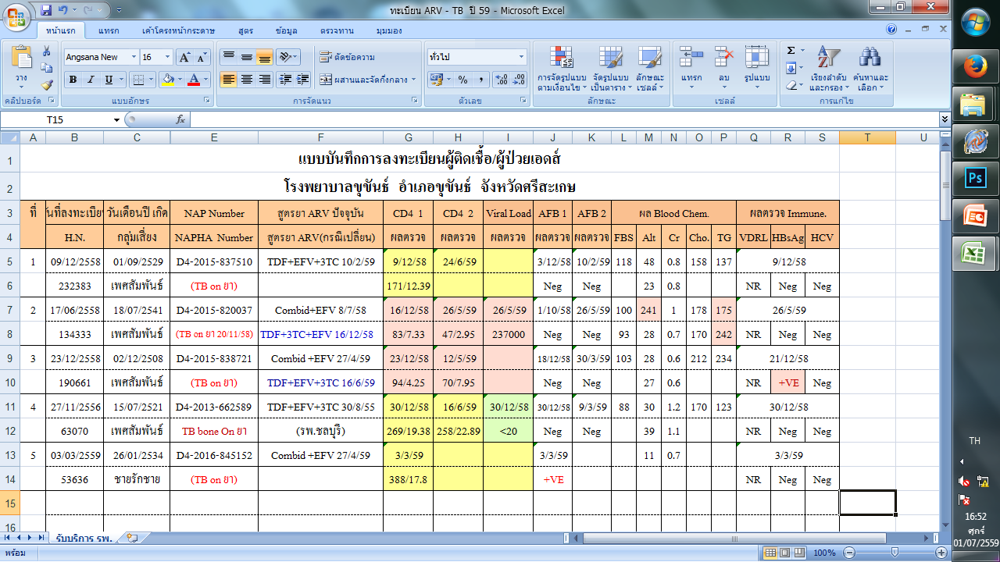 ทะเบียน ARV - TB ปี 59 - Microsoft Excel
หน้าแรก แทรก เค้าโครงหน้ากระดาษ สูตร ข้อมูล ตรวจทาน มุมมอง
วาง Angsana New 16 ตัดข้อความ ทั่วไป
ผสานและจัดกึ่งกลาง การจัดรูปแบบตามเงื่อนไข จัดรูปแบบเป็นตาราง ลักษณะเซลล์ แทรก ลบ รูปแบบ เรียงลำดับและกรอง ค้นหาและเลือก
คลิปบอร์ด แบบอักษร การจัดแนว ตัวเลข ลักษณะ เซลล์ การแก้ไข
T15 fx
A B C E F G H I J K L M N O P Q R S T U
1 แบบบันทึกการลงทะเบียนผู้ติดเชื้อ/ผู้ป่วยเอดส์
2 โรงพยาบาลขุขันธ์ อำเภอขุขันธ์ จังหวัดศรีสะเกษ
3 ที่ วันที่ลงทะเบีย วันเดือนปี เกิด NAP Number สูตรยา ARV ปัจจุบัน CD4 1 CD4 2 Viral Load AFB 1 AFB 2 ผล Blood Chem. ผลตรวจ Immune.
4 H.N. กลุ่มเสี่ยง NAPHA Number สูตรยา ARV(กรณีเปลี่ยน) ผลตรวจ ผลตรวจ ผลตรวจ ผลตรวจ ผลตรวจ FBS Alt Cr Cho. TG VDRL HBsAg HCV
5 1 09/12/2558 01/09/2529 D4-2015-837510 TDF+EFV+3TC 10/2/59 9/12/58 24/6/59 3/12/58 10/2/59 118 48 0.8 158 137 9/12/58
6 232383 เพศสัมพันธ์ (TB on ยา) 171/12.39 Neg Neg 23 0.8 NR Neg Neg
7 2 17/06/2558 18/07/2541 D4-2015-820037 Combid+EFV 8/7/58 16/12/58 26/5/59 26/5/59 1/10/58 26/5/59 100 241 1 178 175 26/5/59
8 134333 เพศสัมพันธ์ (TB on ยา 20/11/58) TDF+3TC+EFV 16/12/58 83/7.33 47/2.95 237000 Neg Neg 93 28 0.7 170 242 NR Neg Neg
9 3 23/12/2558 02/12/2508 D4-2015-838721 Combid +EFV 27/4/59 23/12/58 12/5/59 18/12/58 30/3/59 103 28 0.6 212 234 21/12/58
10 190661 เพศสัมพันธ์ (TB on ยา) TDF+EFV+3TC 16/6/59 94/4.25 70/7.95 Neg Neg 27 0.6 NR +VE Neg
11 4 27/11/2556 15/07/2521 D4-2013-662589 TDF+EFV+3TC 30/8/55 30/12/58 16/6/59 30/12/58 30/12/58 9/3/59 88 30 1.2 170 123 30/12/58
12 63070 เพศสัมพันธ์ TB bone On ยา (รพ.ชลบุรี) 269/19.38 258/22.89 <20 Neg Neg 39 1.1 NR Neg Neg
13 5 03/03/2559 26/01/2534 D4-2016-845152 Combid +EFV 27/4/59 3/3/59 3/3/59 11 0.7 3/3/59
14 53636 ชายรักชาย (TB on ยา) 388/17.8 +VE NR Neg Neg
15
16
รับบริการ รพ.
พร้อม 100%
Ps
TH
16:52
ศุกร์
01/07/2559